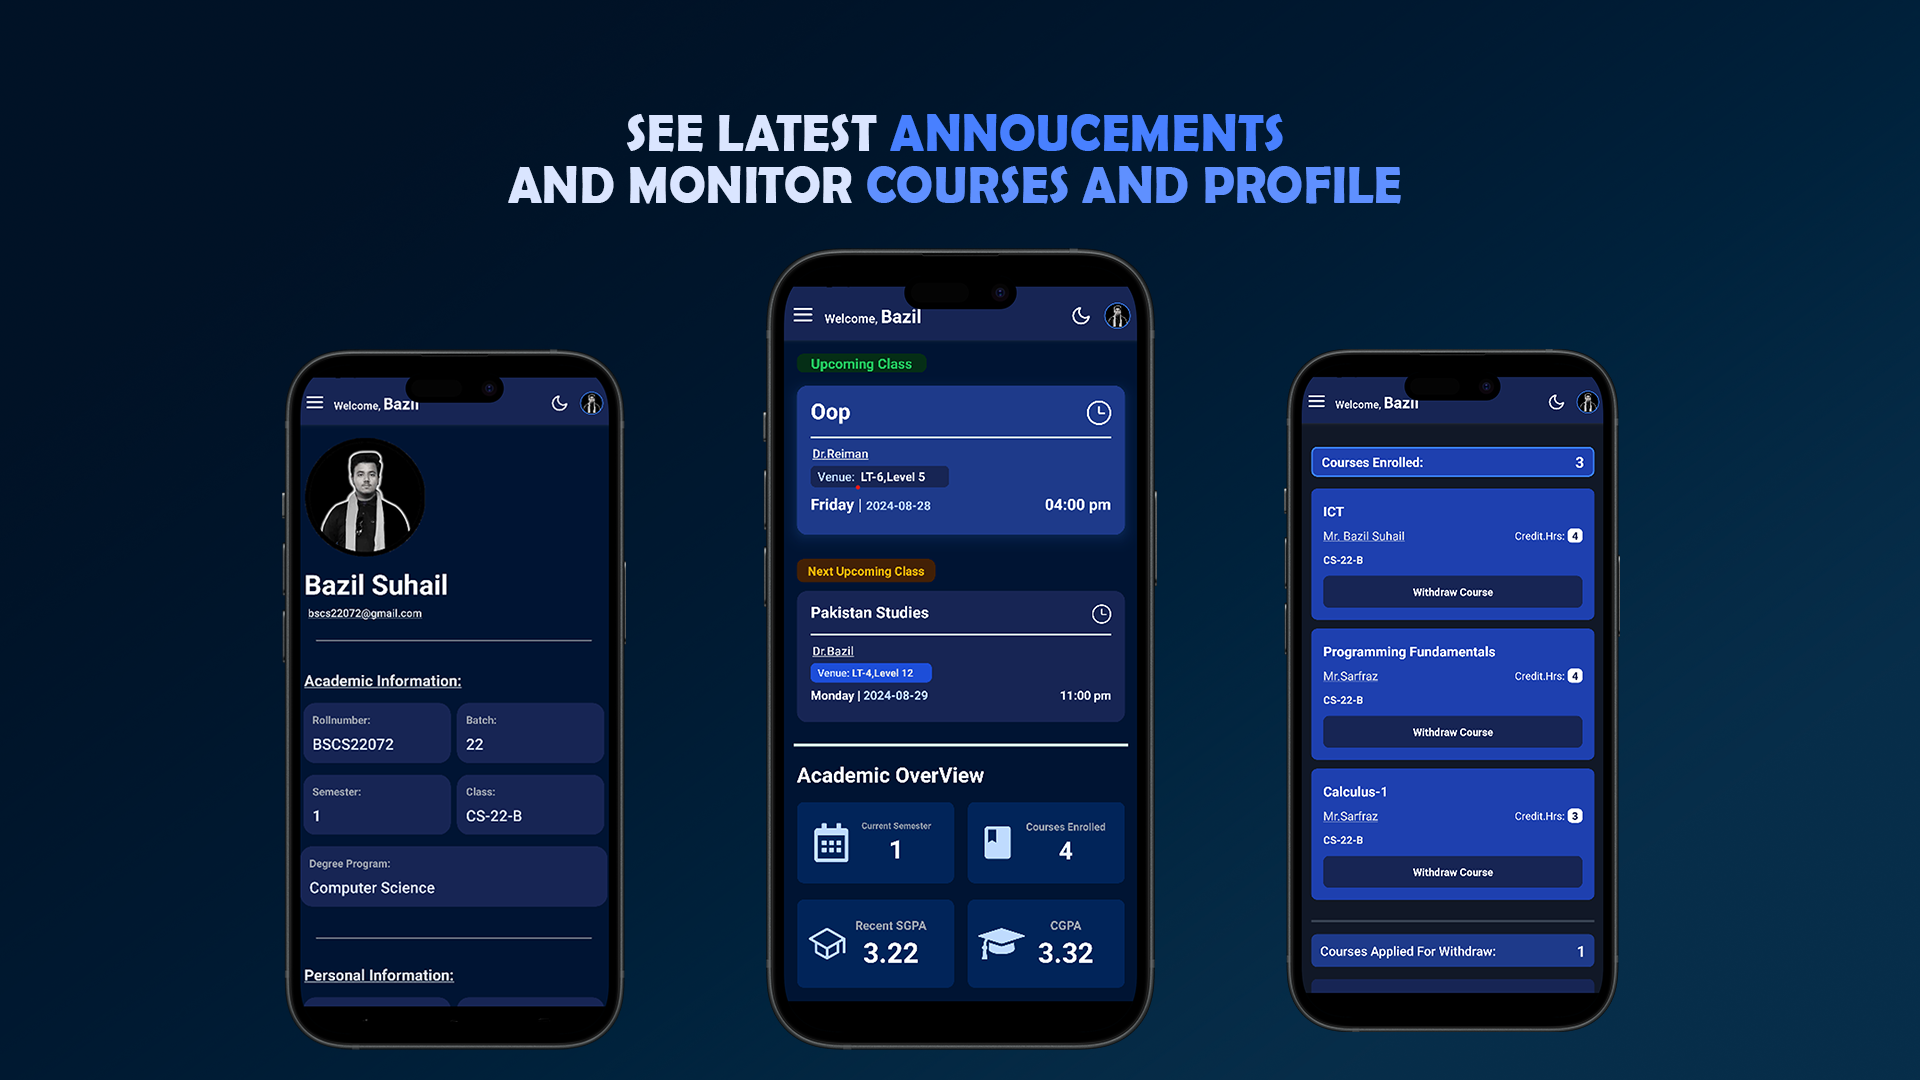 SEE LATEST ANNOUCEMENTS
AND MONITOR COURSES AND PROFILE
Welcome, Bazil
Bazil Suhail
bscs22072@gmail.com
Academic Information:
Rollnumber:
BSCS22072
Batch:
22
Semester:
1
Class:
CS-22-B
Degree Program:
Computer Science
Personal Information:
Welcome, Bazil
Upcoming Class
Oop
Dr.Reiman
Venue: LT-6,Level 5
Friday | 2024-08-28 04:00 pm
Next Upcoming Class
Pakistan Studies
Dr.Bazil
Venue: LT-4,Level 12
Monday | 2024-08-29 11:00 pm
Academic OverView
Current Semester
1
Courses Enrolled
4
Recent SGPA
3.22
CGPA
3.32
Welcome, Bazil
Courses Enrolled: 3
ICT
Mr. Bazil Suhail Credit.Hrs: 4
CS-22-B
Withdraw Course
Programming Fundamentals
Mr.Sarfraz Credit.Hrs: 4
CS-22-B
Withdraw Course
Calculus-1
Mr.Sarfraz Credit.Hrs: 3
CS-22-B
Withdraw Course
Courses Applied For Withdraw: 1